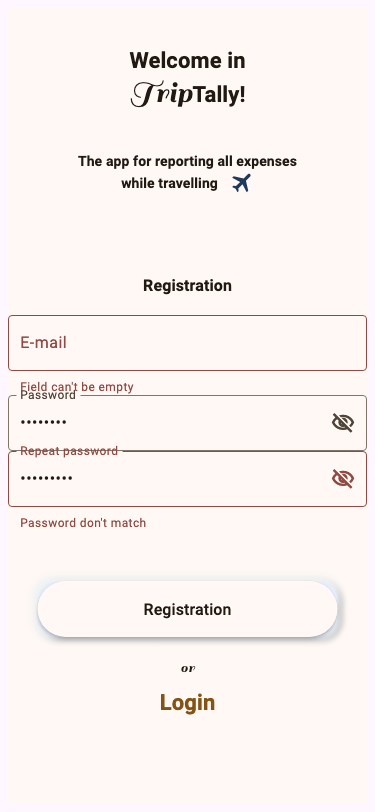 Welcome in
TripTally!
The app for reporting all expenses
while travelling
Registration
E-mail
Field can't be empty
Password
••••••••
Repeat password
•••••••••
Password don't match
Registration
or
Login